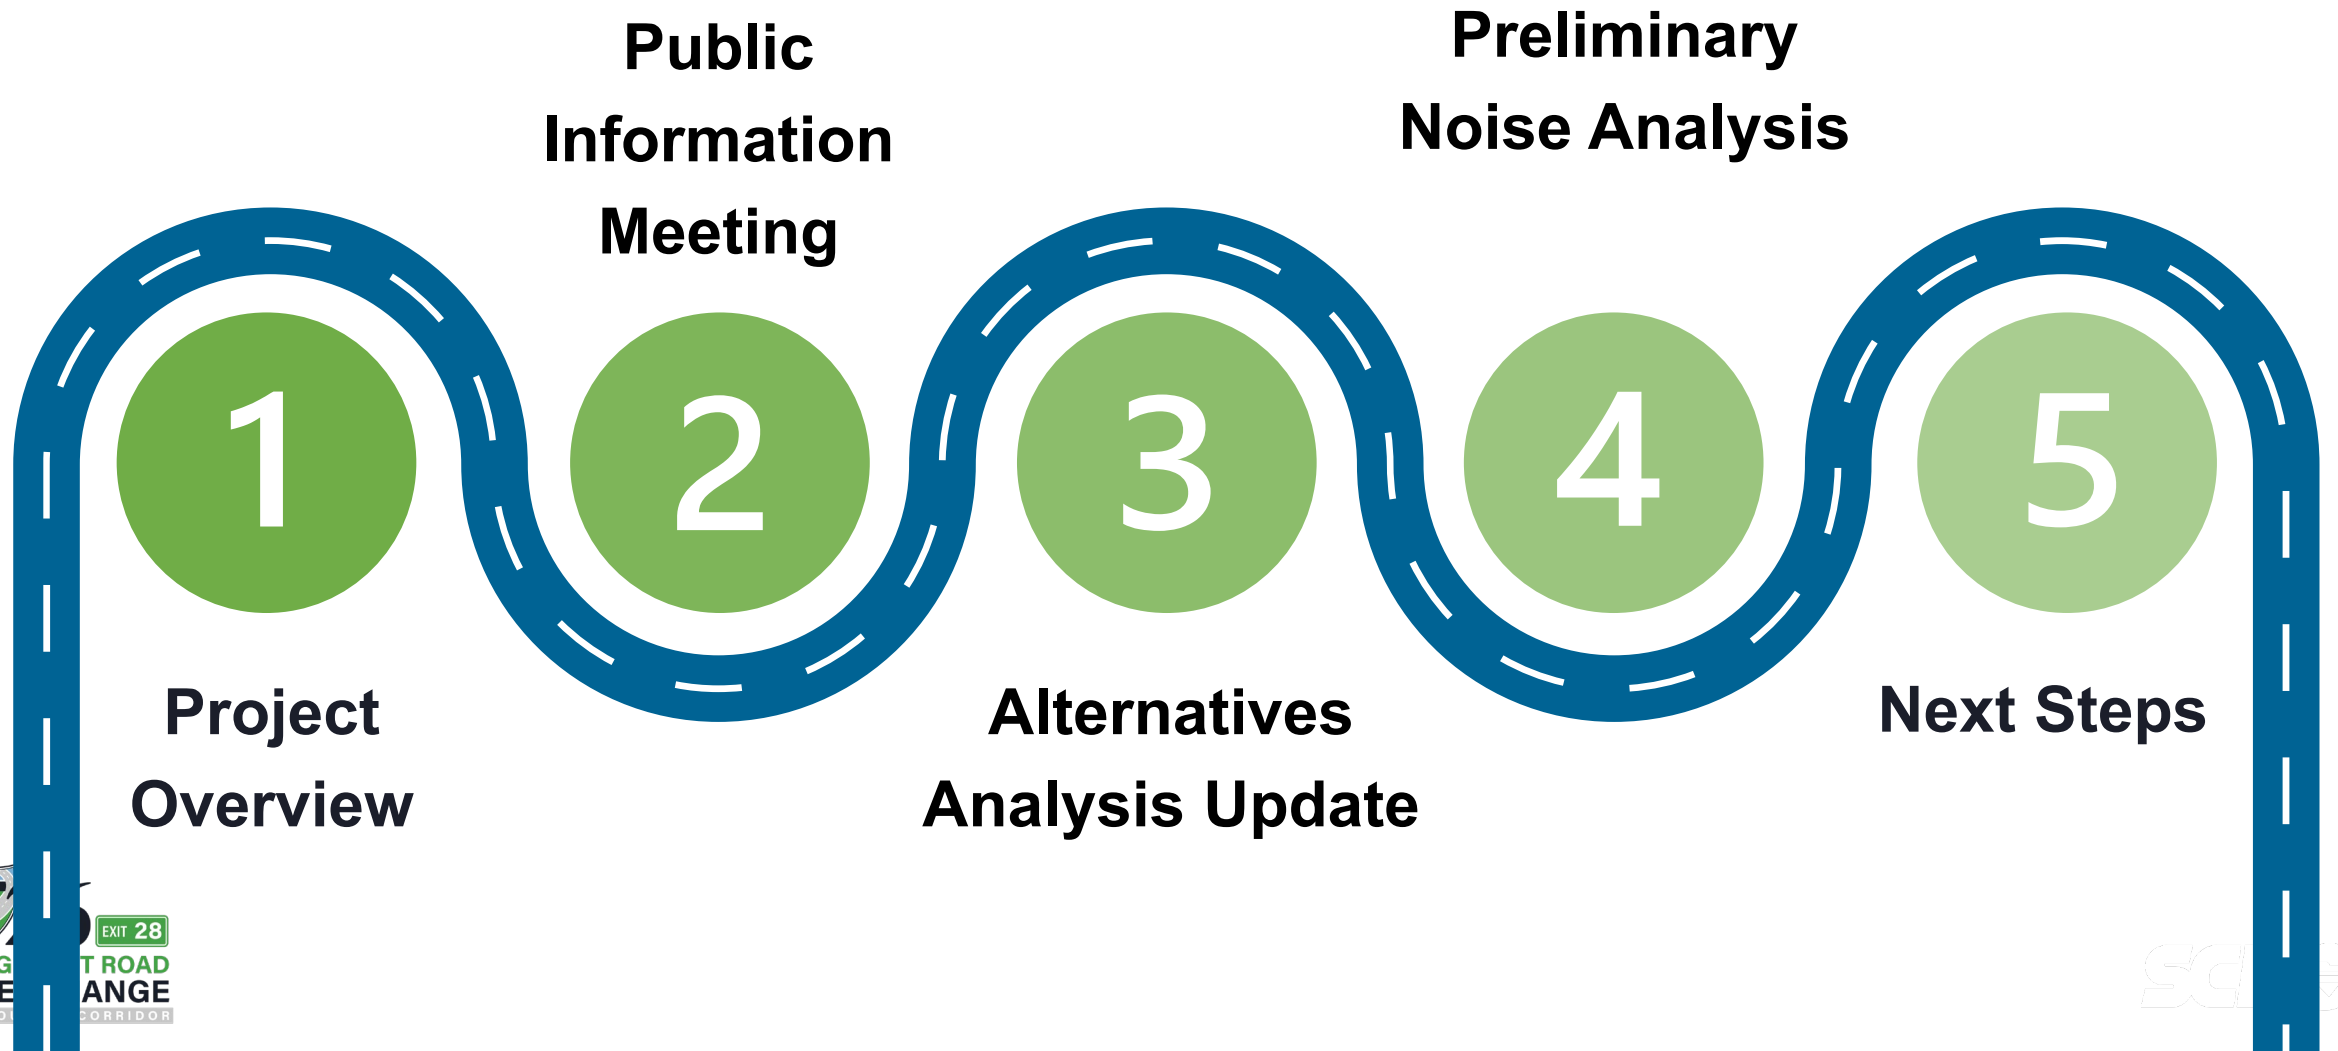 Public
Information
Meeting
Preliminary
Noise Analysis
1
2
3
4
5
Project
Overview
Alternatives
Analysis Update
Next Steps
EXIT 28
ROAD
CORRIDOR